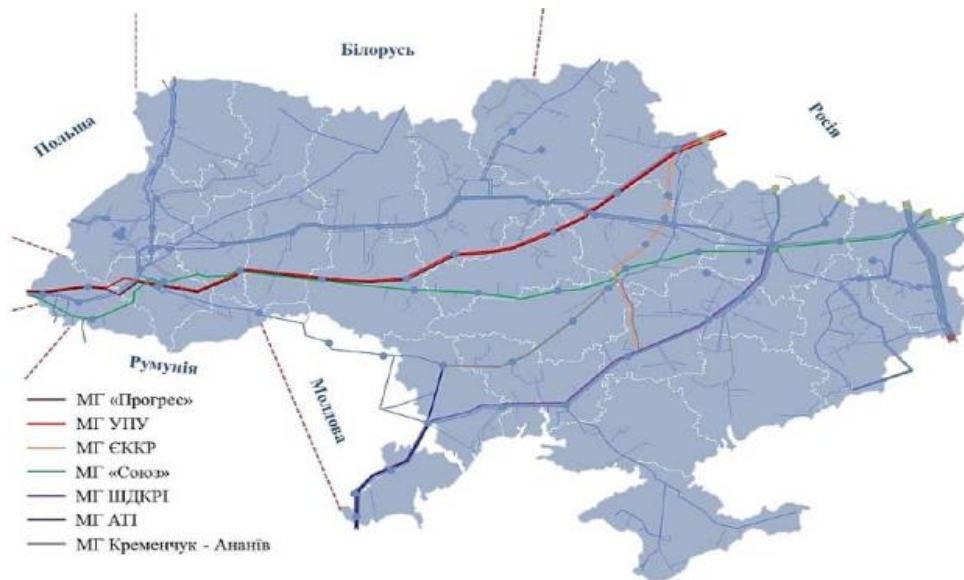 Білорусь
Польща
Росія
Румунія
Молдова
МГ «Прогрес»
МГ УПУ
МГ ЄККР
МГ «Союз»
МГ ШДКРІ
МГ АТІ
МГ Кременчук - Ананїв